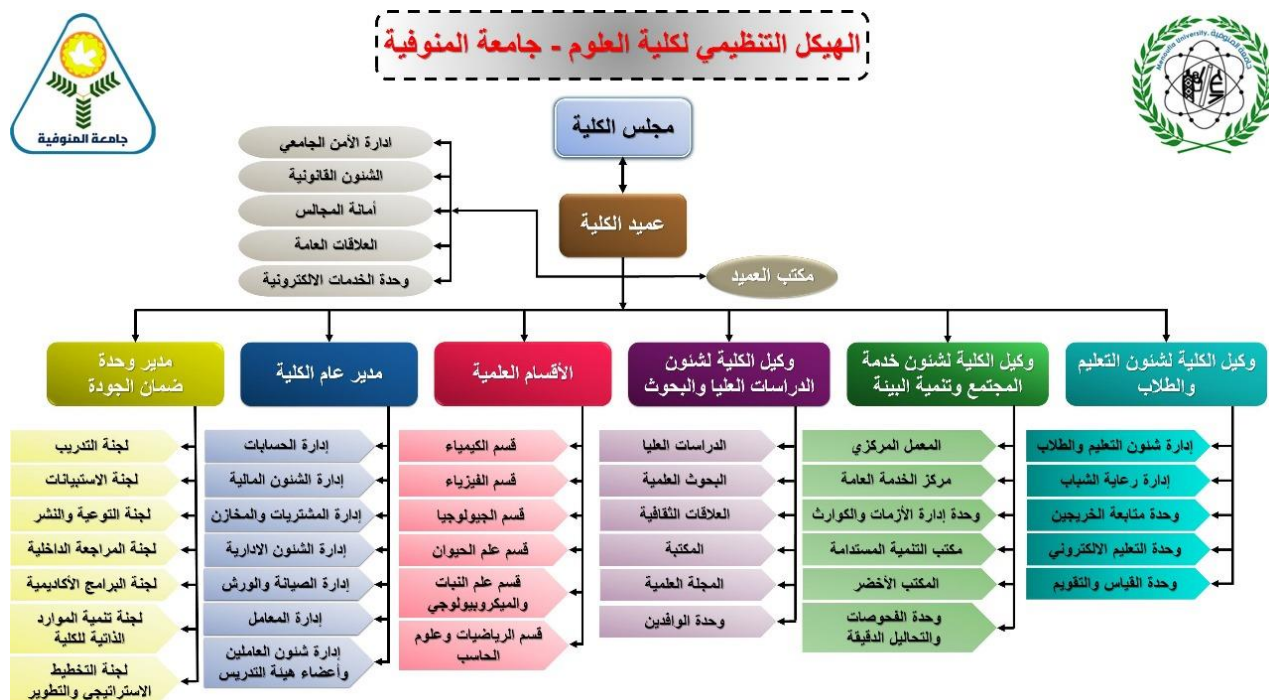 الهيكل التنظيمي لكلية العلوم - جامعة المنوفية
جامعة المنوفية
Menoufia University. جامعة المنوفية
مجلس الكلية
عميد الكلية
مكتب العميد
ادارة الأمن الجامعي
الشئون القانونية
أمانة المجالس
العلاقات العامة
وحدة الخدمات الالكترونية
وكيل الكلية لشئون التعليم
والطلاب
إدارة شئون التعليم والطلاب
إدارة رعاية الشباب
وحدة متابعة الخريجين
وحدة التعليم الالكتروني
وحدة القياس والتقويم
وكيل الكلية لشئون خدمة
المجتمع وتنمية البيئة
المعمل المركزي
مركز الخدمة العامة
وحدة إدارة الأزمات والكوارث
مكتب التنمية المستدامة
المكتب الأخضر
وحدة الفحوصات
والتحاليل الدقيقة
وكيل الكلية لشئون
الدراسات العليا والبحوث
الدراسات العليا
البحوث العلمية
العلاقات الثقافية
المكتبة
المجلة العلمية
وحدة الوافدين
الأقسام العلمية
قسم الكيمياء
قسم الفيزياء
قسم الجيولوجيا
قسم علم الحيوان
قسم علم النبات
والميكروبيولوجي
قسم الرياضيات وعلوم
الحاسب
مدير عام الكلية
إدارة الحسابات
إدارة الشئون المالية
إدارة المشتريات والمخازن
إدارة الشئون الادارية
إدارة الصيانة والورش
إدارة المعامل
إدارة شئون العاملين
وأعضاء هيئة التدريس
مدير وحدة
ضمان الجودة
لجنة التدريب
لجنة الاستبيانات
لجنة التوعية والنشر
لجنة المراجعة الداخلية
لجنة البرامج الأكاديمية
لجنة تنمية الموارد
الذاتية للكلية
لجنة التخطيط
الاستراتيجي والتطوير